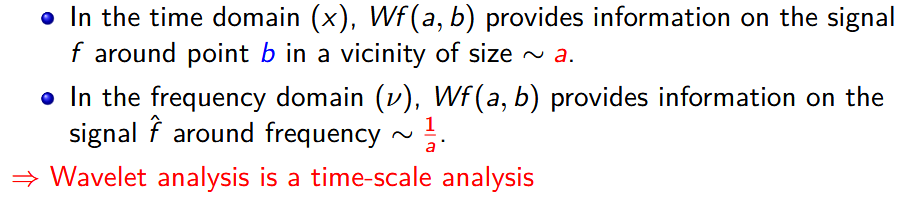 • In the time domain (x), Wf(a, b) provides information on the signal
f around point b in a vicinity of size ∼ a.
• In the frequency domain (ν), Wf(a, b) provides information on the
signal f̂ around frequency ∼ 1/a.
⇒ Wavelet analysis is a time-scale analysis